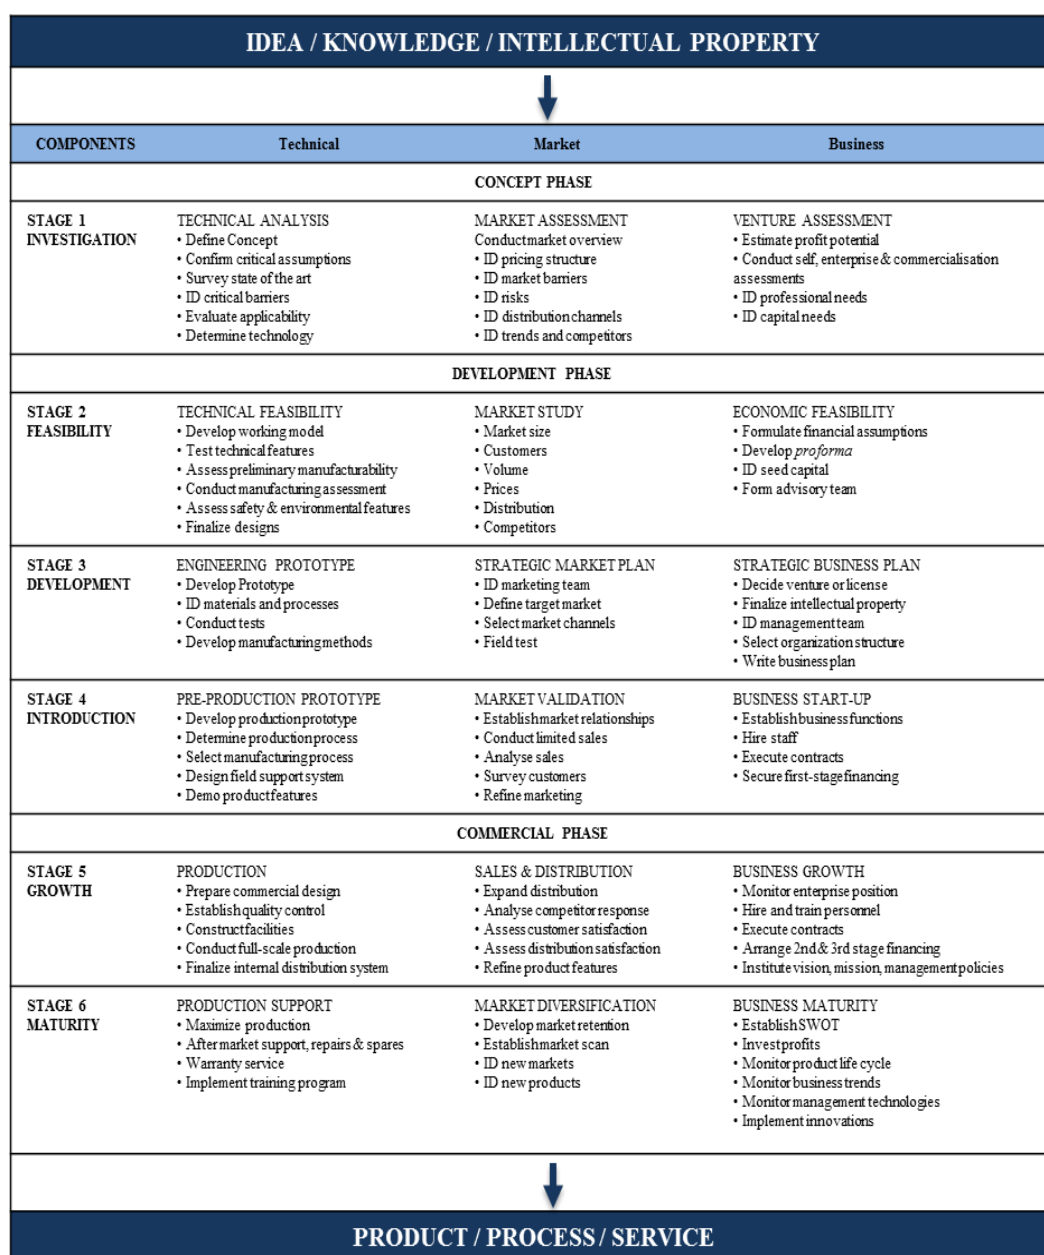 IDEA / KNOWLEDGE / INTELLECTUAL PROPERTY
COMPONENTS Technical Market Business
CONCEPT PHASE
STAGE 1
INVESTIGATION
TECHNICAL ANALYSIS
• Define Concept
• Confirm critical assumptions
• Survey state of the art
• ID critical barriers
• Evaluate applicability
• Determine technology
MARKET ASSESSMENT
Conduct market overview
• ID pricing structure
• ID market barriers
• ID risks
• ID distribution channels
• ID trends and competitors
VENTURE ASSESSMENT
• Estimate profit potential
• Conduct self, enterprise & commercialisation
assessments
• ID professional needs
• ID capital needs
DEVELOPMENT PHASE
STAGE 2
FEASIBILITY
TECHNICAL FEASIBILITY
• Develop working model
• Test technical features
• Assess preliminary manufacturability
• Conduct manufacturing assessment
• Assess safety & environmental features
• Finalize designs
MARKET STUDY
• Market size
• Customers
• Volume
• Prices
• Distribution
• Competitors
ECONOMIC FEASIBILITY
• Formulate financial assumptions
• Develop proforma
• ID seed capital
• Form advisory team
STAGE 3
DEVELOPMENT
ENGINEERING PROTOTYPE
• Develop Prototype
• ID materials and processes
• Conduct tests
• Develop manufacturing methods
STRATEGIC MARKET PLAN
• ID marketing team
• Define target market
• Select market channels
• Field test
STRATEGIC BUSINESS PLAN
• Decide venture or license
• Finalize intellectual property
• ID management team
• Select organization structure
• Write business plan
STAGE 4
INTRODUCTION
PRE-PRODUCTION PROTOTYPE
• Develop production prototype
• Determine production process
• Select manufacturing process
• Design field support system
• Demo product features
MARKET VALIDATION
• Establish market relationships
• Conduct limited sales
• Analyse sales
• Survey customers
• Refine marketing
BUSINESS START-UP
• Establish business functions
• Hire staff
• Execute contracts
• Secure first-stage financing
COMMERCIAL PHASE
STAGE 5
GROWTH
PRODUCTION
• Prepare commercial design
• Establish quality control
• Construct facilities
• Conduct full-scale production
• Finalize internal distribution system
SALES & DISTRIBUTION
• Expand distribution
• Analyse competitor response
• Assess customer satisfaction
• Assess distribution satisfaction
• Refine product features
BUSINESS GROWTH
• Monitor enterprise position
• Hire and train personnel
• Execute contracts
• Arrange 2nd & 3rd stage financing
• Institute vision, mission, management policies
STAGE 6
MATURITY
PRODUCTION SUPPORT
• Maximize production
• After market support, repairs & spares
• Warranty service
• Implement training program
MARKET DIVERSIFICATION
• Develop market retention
• Establish market scan
• ID new markets
• ID new products
BUSINESS MATURITY
• Establish SWOT
• Invest profits
• Monitor product life cycle
• Monitor business trends
• Monitor management technologies
• Implement innovations
PRODUCT / PROCESS / SERVICE